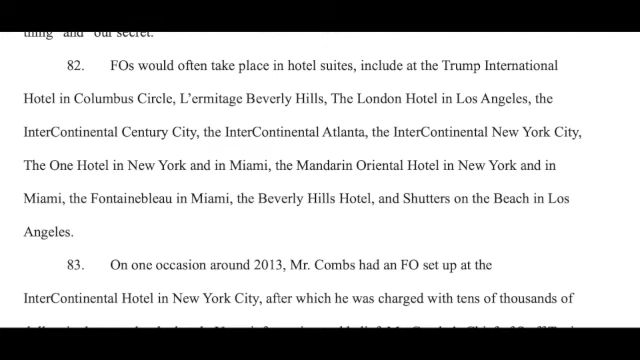 thing" and "our secret."
82. FOs would often take place in hotel suites, include at the Trump International
Hotel in Columbus Circle, L'ermitage Beverly Hills, The London Hotel in Los Angeles, the
InterContinental Century City, the InterContinental Atlanta, the InterContinental New York City,
The One Hotel in New York and in Miami, the Mandarin Oriental Hotel in New York and in
Miami, the Fontainebleau in Miami, the Beverly Hills Hotel, and Shutters on the Beach in Los
Angeles.
83. On one occasion around 2013, Mr. Combs had an FO set up at the
InterContinental Hotel in New York City, after which he was charged with tens of thousands of